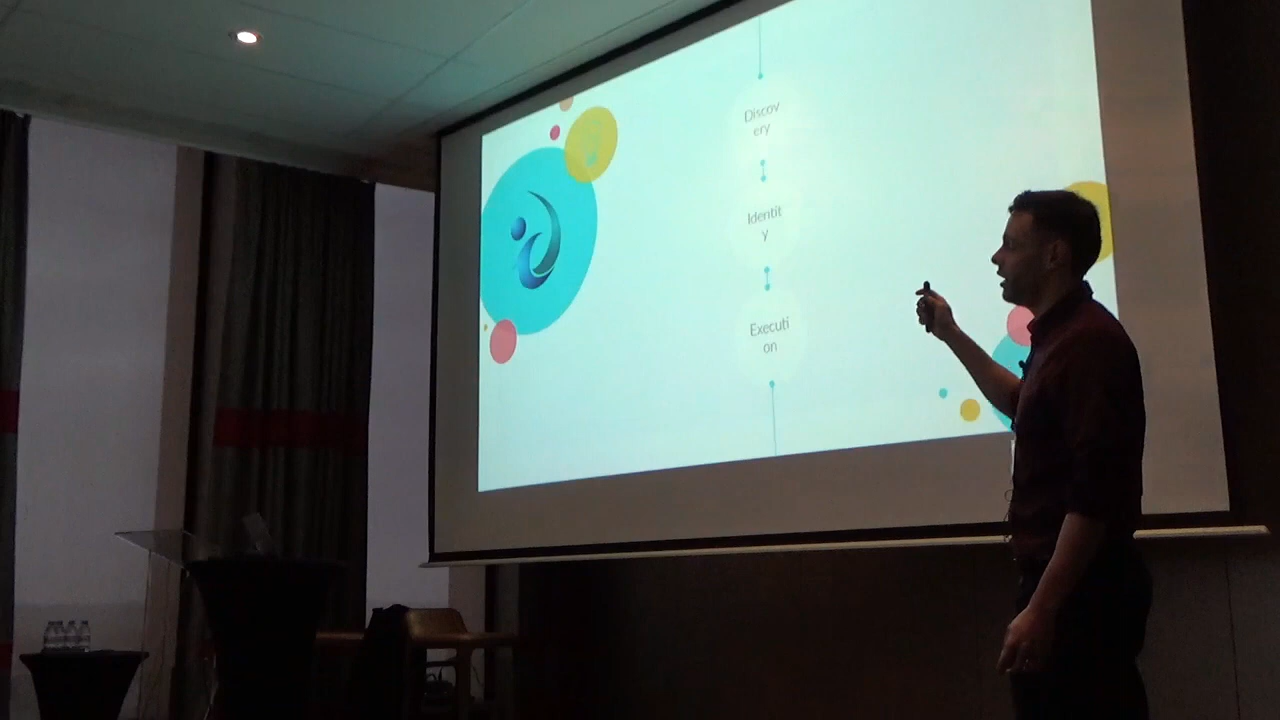 Discov
ery
Identit
y
Executi
on